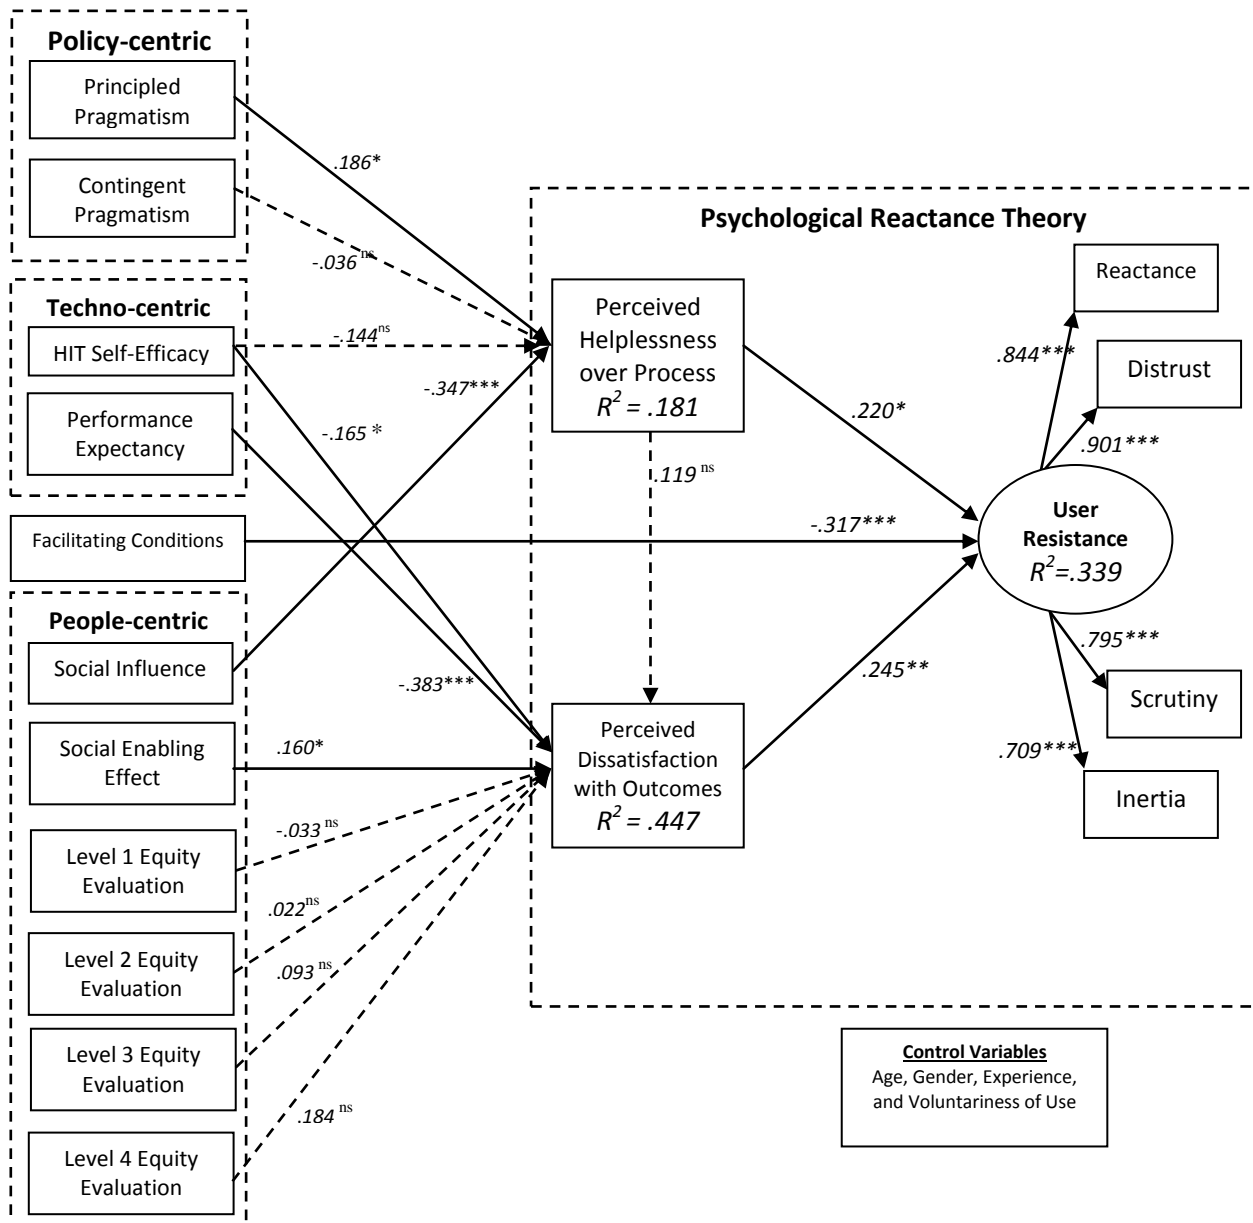 Policy-centric
Principled
Pragmatism
Contingent
Pragmatism
Techno-centric
HIT Self-Efficacy
Performance
Expectancy
Facilitating Conditions
People-centric
Social Influence
Social Enabling
Effect
Level 1 Equity
Evaluation
Level 2 Equity
Evaluation
Level 3 Equity
Evaluation
Level 4 Equity
Evaluation
.186*
-.036 ns
-.144 ns
-.347***
-.165 *
-.383***
.160*
-.033 ns
.022 ns
.093 ns
.184 ns
Psychological Reactance Theory
Perceived
Helplessness
over Process
R² = .181
.119 ns
Perceived
Dissatisfaction
with Outcomes
R² = .447
.220*
-.317***
.245**
User
Resistance
R²=.339
Reactance
.844***
Distrust
.901***
.795***
Scrutiny
.709***
Inertia
Control Variables
Age, Gender, Experience,
and Voluntariness of Use